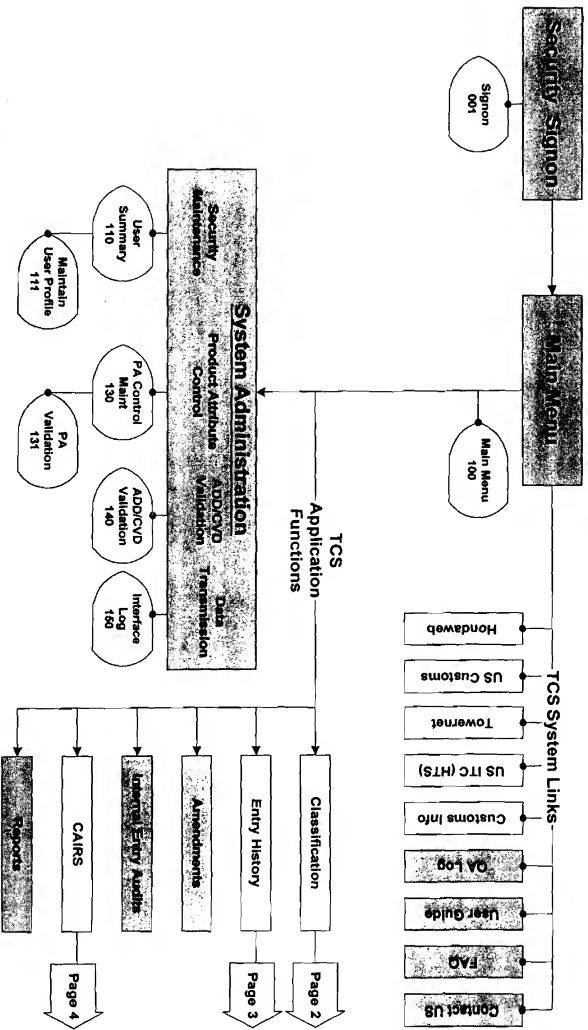 Security Signon
Signon
001
Main Menu
Main Menu
100
TCS System Links
Hondaweb
US Customs
Towernet
US ITC (HTS)
Customs Info
QA Log
User Guide
FAQ
Contact US
TCS
Application
Functions
System Administration
Security
Maintenence
Product Attribute
Control
ADD/CVD
Validation
Data
Transmission
User
Summary
110
Maintain
User Profile
111
PA Control
Maint
130
PA
Validation
131
ADD/CVD
Validation
140
Interface
Log
150
Classification
Page 2
Entry History
Page 3
Amendments
Internal Entry Audits
CAIRS
Page 4
Reports